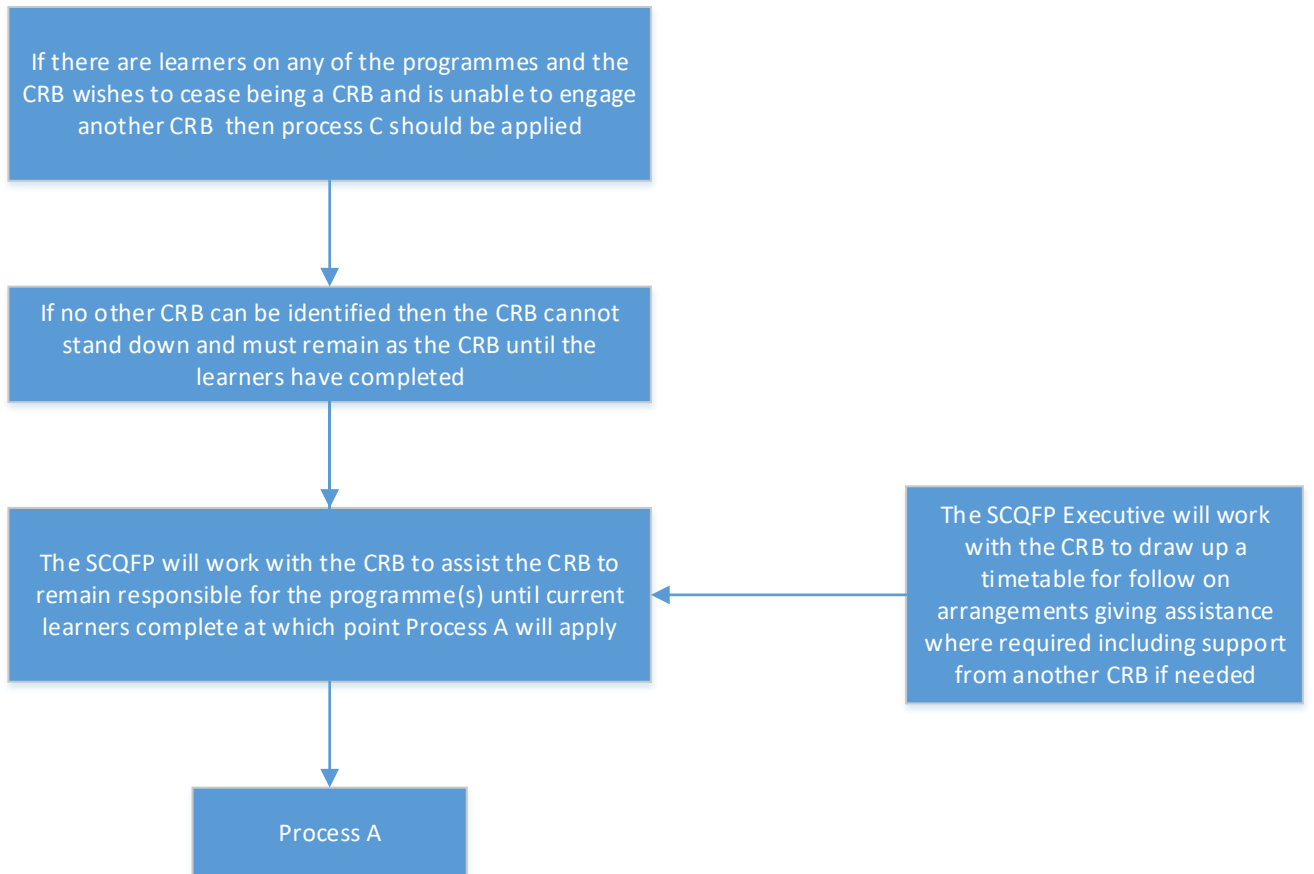 If there are learners on any of the programmes and the
CRB wishes to cease being a CRB and is unable to engage
another CRB then process C should be applied
If no other CRB can be identified then the CRB cannot
stand down and must remain as the CRB until the
learners have completed
The SCQFP will work with the CRB to assist the CRB to
remain responsible for the programme(s) until current
learners complete at which point Process A will apply
The SCQFP Executive will work
with the CRB to draw up a
timetable for follow on
arrangements giving assistance
where required including support
from another CRB if needed
Process A